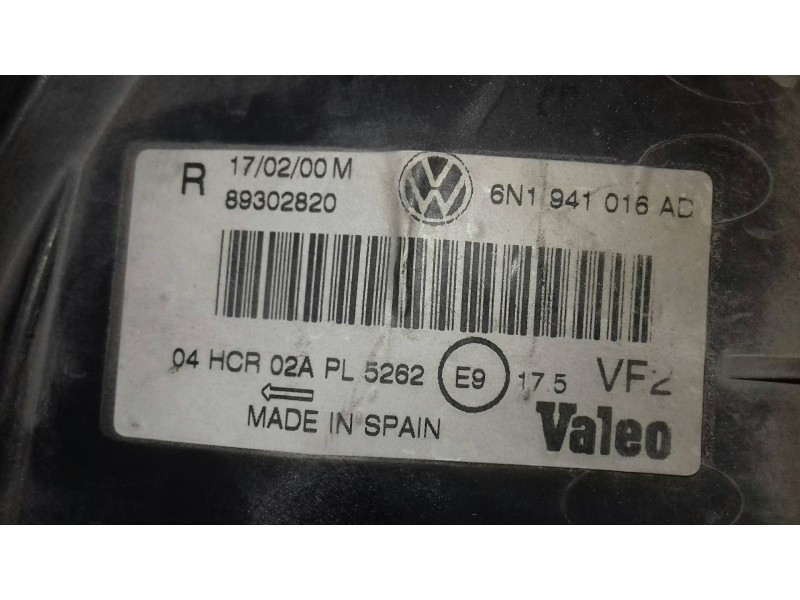 R 17/02/00 M 6N1 941 016 AD
89302820
04 HCR 02A PL 5262 E9 17.5 VF2
MADE IN SPAIN Valeo